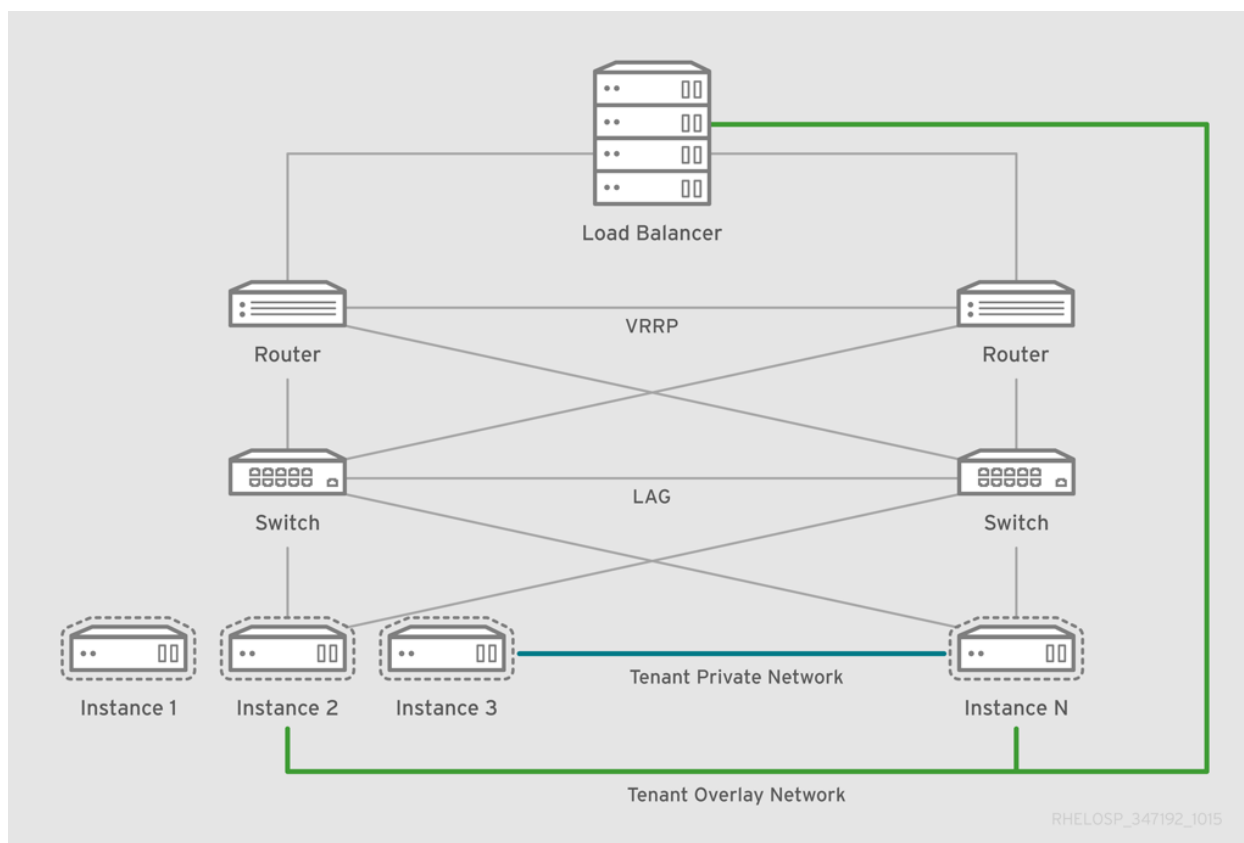 Load Balancer
VRRP
Router
Router
LAG
Switch
Switch
Tenant Private Network
Instance 1
Instance 2
Instance 3
Instance N
Tenant Overlay Network
RHELOSP_347192_1015